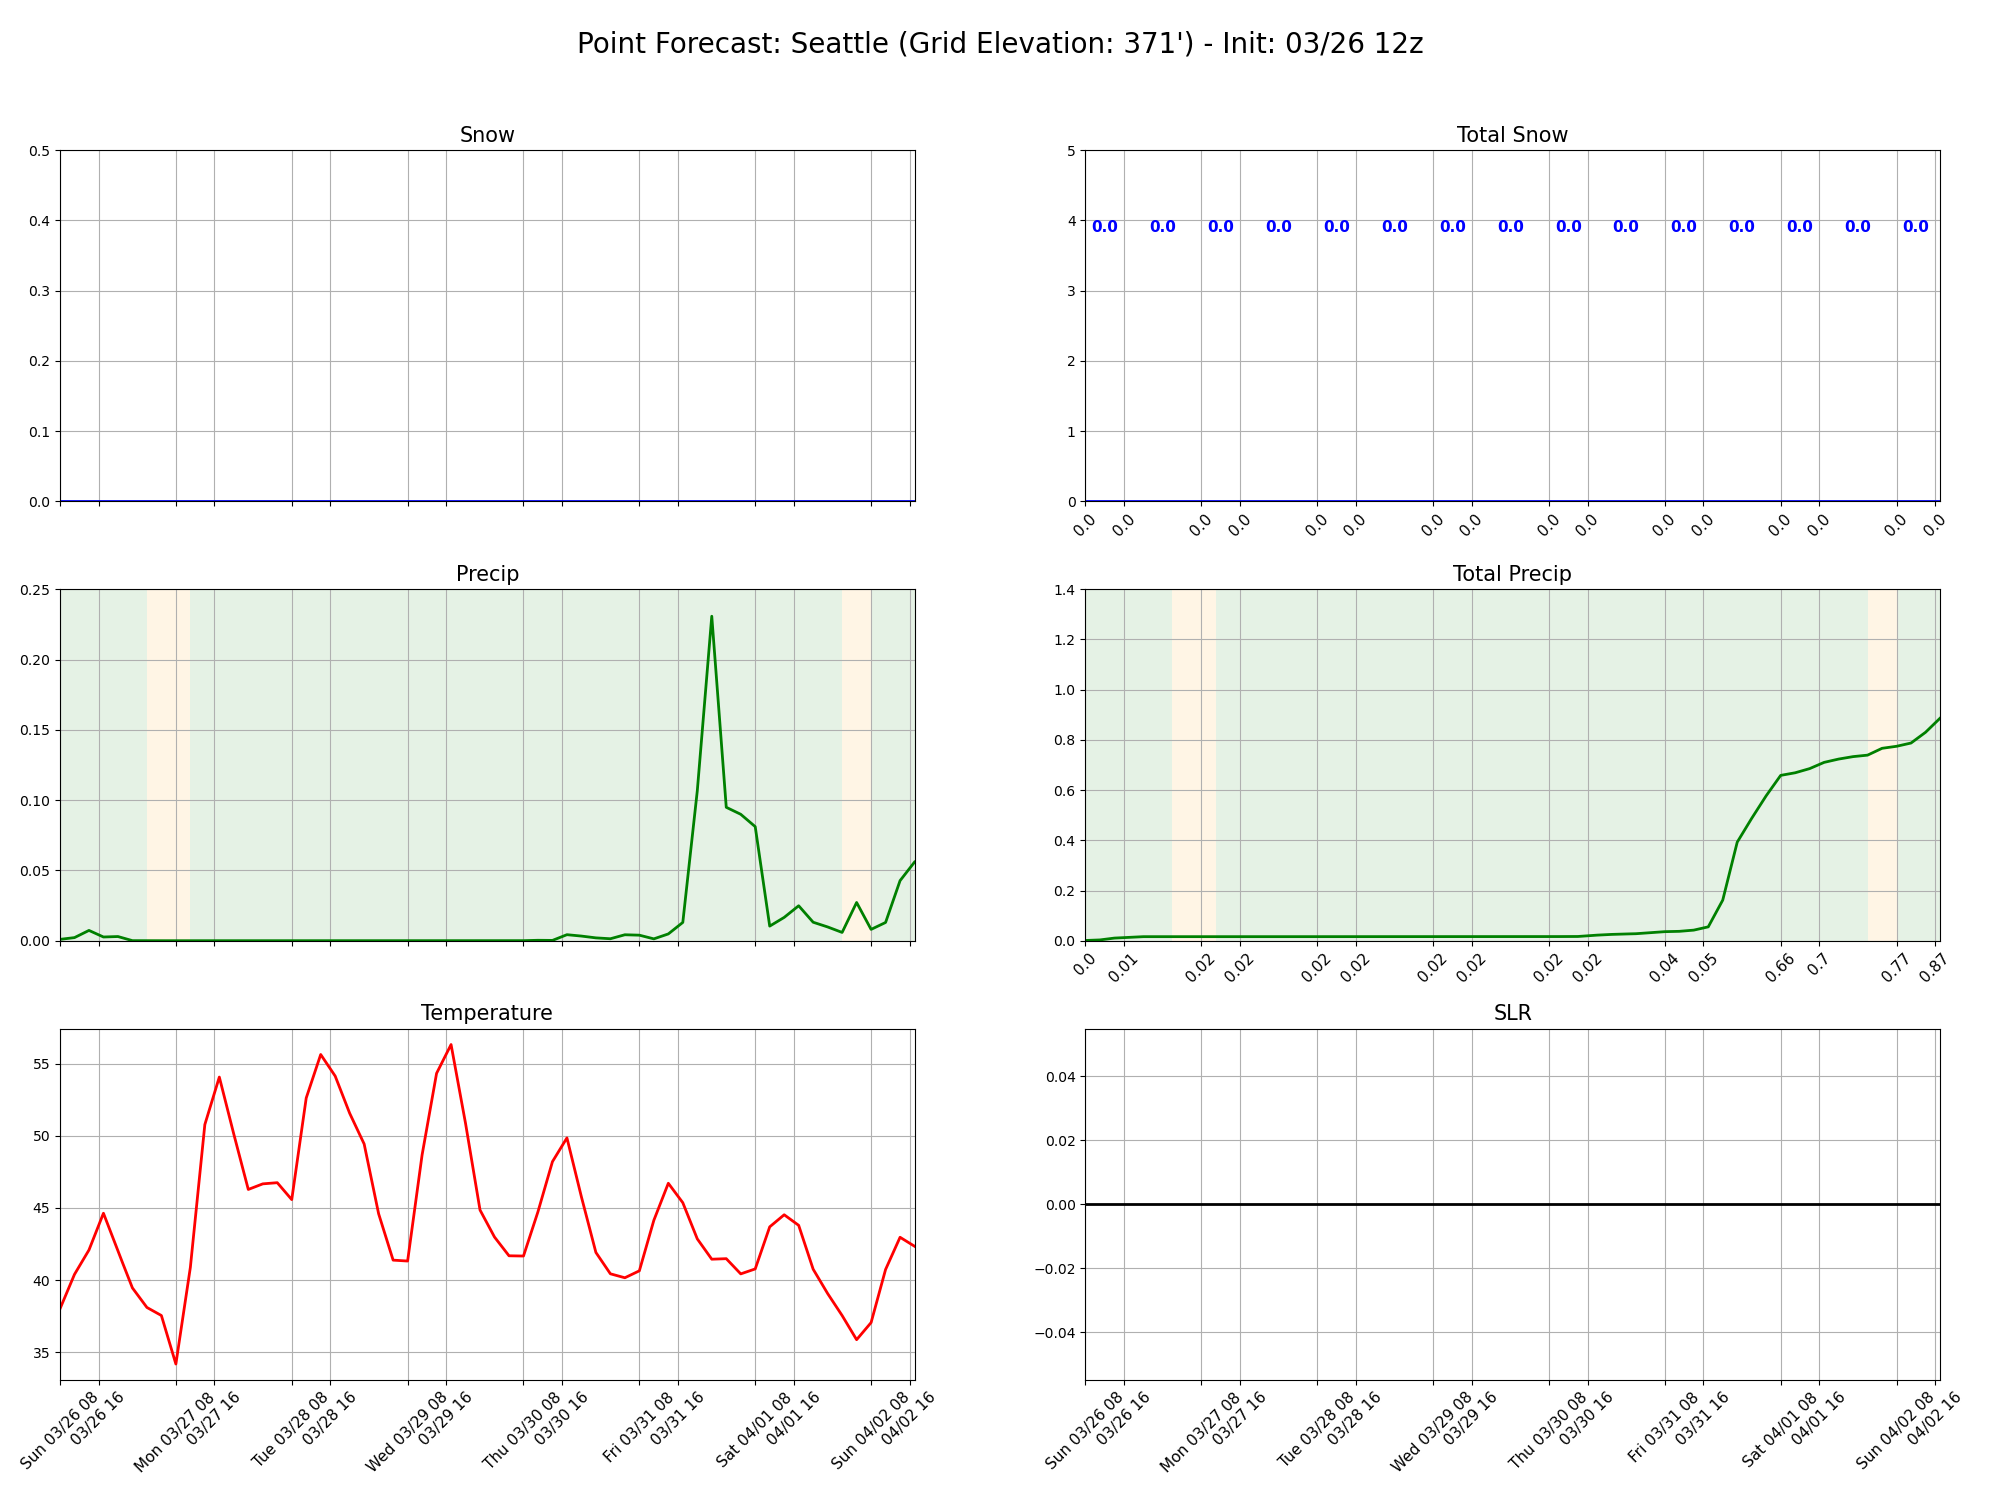 Point Forecast: Seattle (Grid Elevation: 371') - Init: 03/26 12z
Snow
0.5
0.4
0.3
0.2
0.1
0.0
Total Snow
5
4
3
2
1
0
0.0 0.0 0.0 0.0 0.0 0.0 0.0 0.0 0.0 0.0 0.0 0.0 0.0 0.0 0.0
0.0 0.0 0.0 0.0 0.0 0.0 0.0 0.0 0.0 0.0 0.0 0.0 0.0 0.0 0.0 0.0
Precip
0.25
0.20
0.15
0.10
0.05
0.00
Total Precip
1.4
1.2
1.0
0.8
0.6
0.4
0.2
0.0
0.0 0.01 0.02 0.02 0.02 0.02 0.02 0.02 0.02 0.02 0.04 0.05 0.66 0.7 0.77 0.87
Temperature
55
50
45
40
35
Sun 03/26 08
03/26 16
Mon 03/27 08
03/27 16
Tue 03/28 08
03/28 16
Wed 03/29 08
03/29 16
Thu 03/30 08
03/30 16
Fri 03/31 08
03/31 16
Sat 04/01 08
04/01 16
Sun 04/02 08
04/02 16
SLR
0.04
0.02
0.00
−0.02
−0.04
Sun 03/26 08
03/26 16
Mon 03/27 08
03/27 16
Tue 03/28 08
03/28 16
Wed 03/29 08
03/29 16
Thu 03/30 08
03/30 16
Fri 03/31 08
03/31 16
Sat 04/01 08
04/01 16
Sun 04/02 08
04/02 16